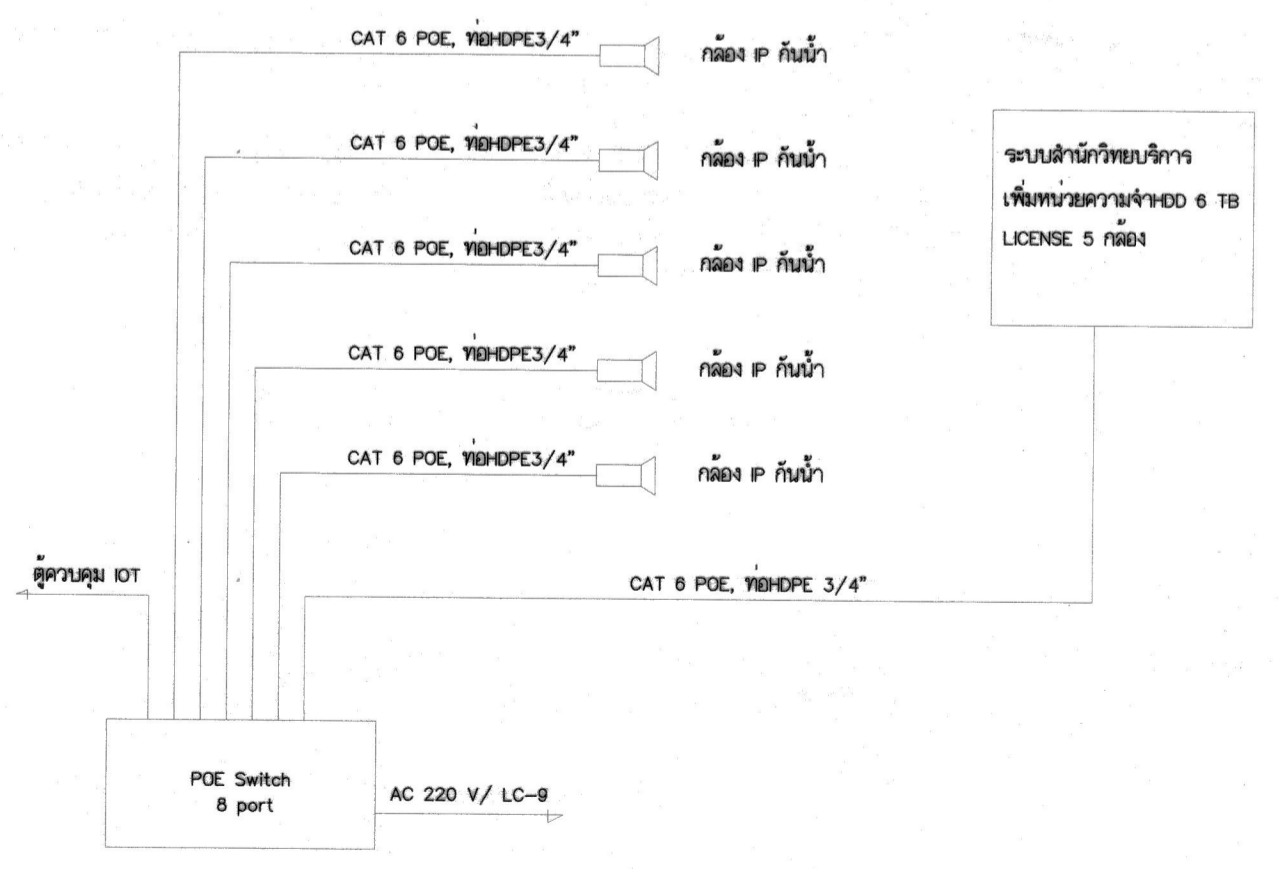 CAT 6 POE, ท่อHDPE3/4"
กล้อง IP กันน้ำ
CAT 6 POE, ท่อHDPE3/4"
กล้อง IP กันน้ำ
ระบบสำนักวิทยบริการ
เพิ่มหน่วยความจำHDD 6 TB
LICENSE 5 กล้อง
CAT 6 POE, ท่อHDPE3/4"
กล้อง IP กันน้ำ
CAT 6 POE, ท่อHDPE3/4"
กล้อง IP กันน้ำ
CAT 6 POE, ท่อHDPE3/4"
กล้อง IP กันน้ำ
ตู้ควบคุม IOT
CAT 6 POE, ท่อHDPE 3/4"
POE Switch
8 port
AC 220 V/ LC-9